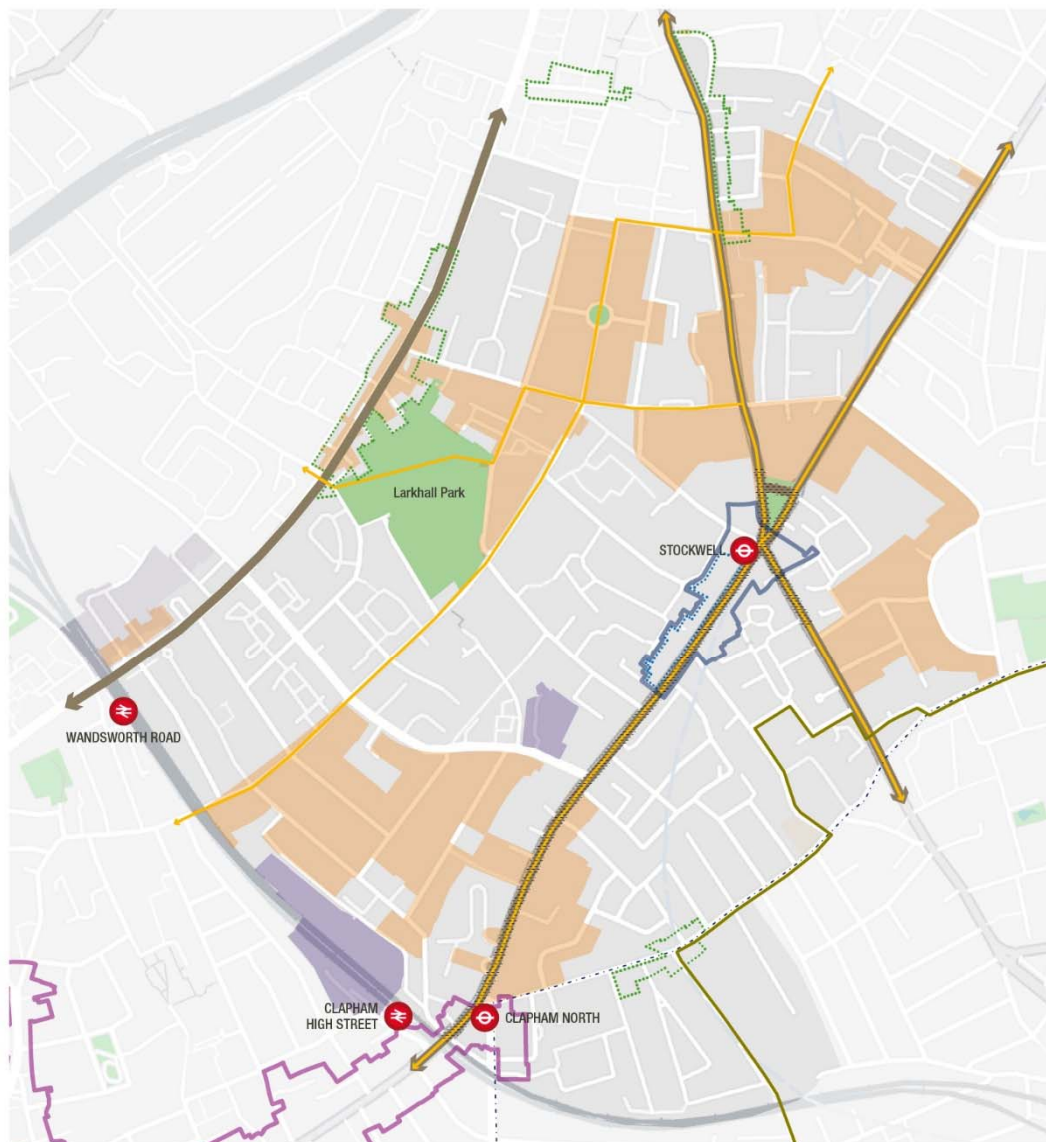 Larkhall Park
STOCKWELL
WANDSWORTH ROAD
CLAPHAM
HIGH STREET
CLAPHAM NORTH